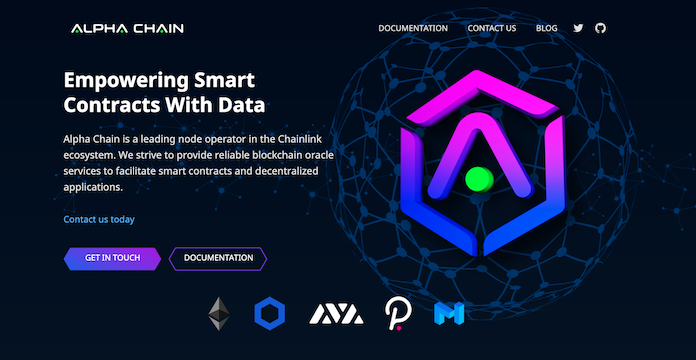 ALPHA CHAIN
DOCUMENTATION CONTACT US BLOG
Empowering Smart
Contracts With Data
Alpha Chain is a leading node operator in the Chainlink
ecosystem. We strive to provide reliable blockchain oracle
services to facilitate smart contracts and decentralized
applications.
Contact us today
GET IN TOUCH DOCUMENTATION
AVA